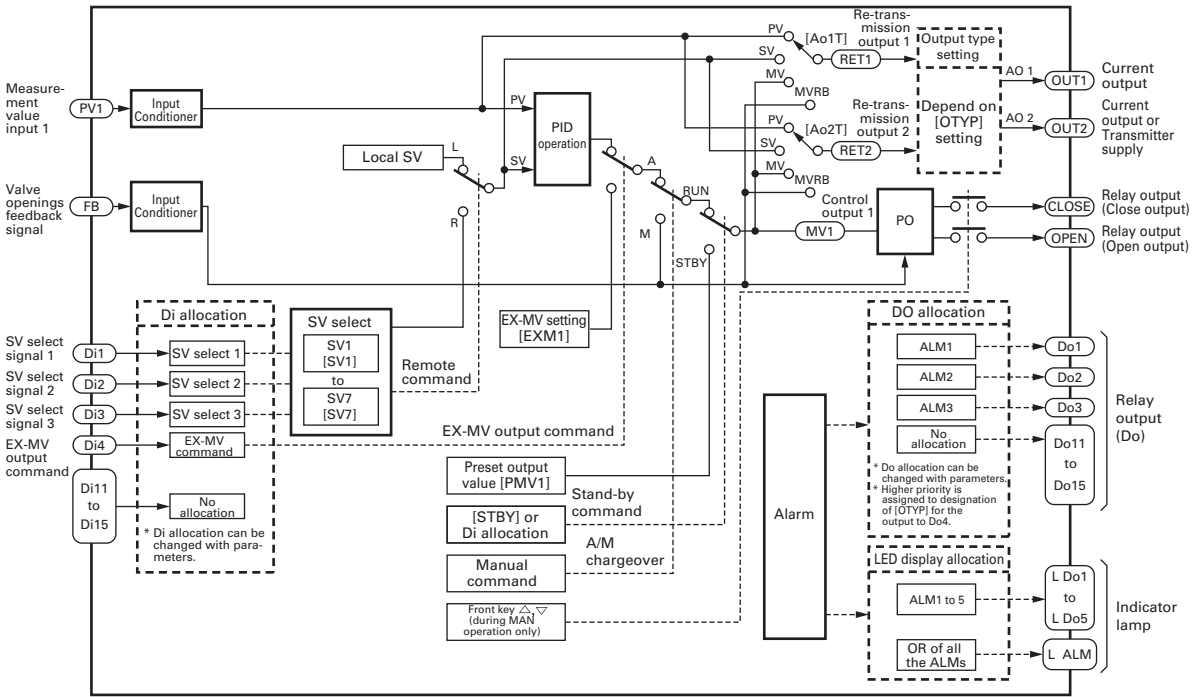 Measure-
ment
value
input 1
PV1
Input
Conditioner
Valve
openings
feedback
signal
FB
Input
Conditioner
Local SV
L
R
PV
SV
PID
operation
A
M
RUN
STBY
PV
SV
MV
MVRB
[Ao1T]
Re-trans-
mission
output 1
RET1
PV
SV
MV
MVRB
[Ao2T]
Re-trans-
mission
output 2
RET2
Output type
setting
Depend on
[OTYP]
setting
AO 1
OUT1
Current
output
AO 2
OUT2
Current
output or
Transmitter
supply
Control
output 1
MV1
PO
CLOSE
Relay output
(Close output)
OPEN
Relay output
(Open output)
SV select
signal 1
SV select
signal 2
SV select
signal 3
EX-MV
output
command
Di1
Di2
Di3
Di4
Di11
to
Di15
Di allocation
SV select 1
SV select 2
SV select 3
EX-MV
command
No
allocation
* Di allocation can be
changed with para-
meters.
SV select
SV1
[SV1]
to
SV7
[SV7]
Remote
command
EX-MV setting
[EXM1]
EX-MV output command
Preset output
value [PMV1]
[STBY] or
Di allocation
Stand-by
command
Manual
command
A/M
chargeover
Front key △,▽
(during MAN
operation only)
Alarm
DO allocation
ALM1
ALM2
ALM3
No
allocation
* Do allocation can be
changed with parameters.
* Higher priority is
assigned to designation
of [OTYP] for the
output to Do4.
Do1
Do2
Do3
Do11
to
Do15
Relay
output
(Do)
LED display allocation
ALM1 to 5
OR of all
the ALMs
L Do1
to
L Do5
L ALM
Indicator
lamp